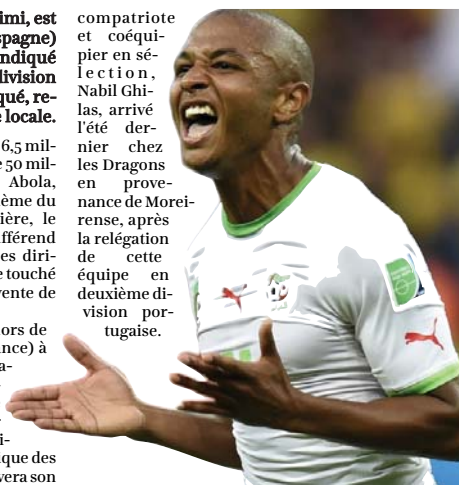 imi, est
spagne)
ndiqué
division
qué, re-
e locale.
6,5 mil-
e 50 mil-
Abola,
ème du
ière, le
fférend
es diri-
e touché
vente de
ors de
nce) à
a-
i-
ique des
vera son
compatriote
et coéqui-
pier en sé-
lection,
Nabil Ghi-
las, arrivé
l'été der-
nier chez
les Dragons
en prove-
nance de Morei-
rense, après
la relégation
de cette
équipe en
deuxième di-
vision por-
tugaise.